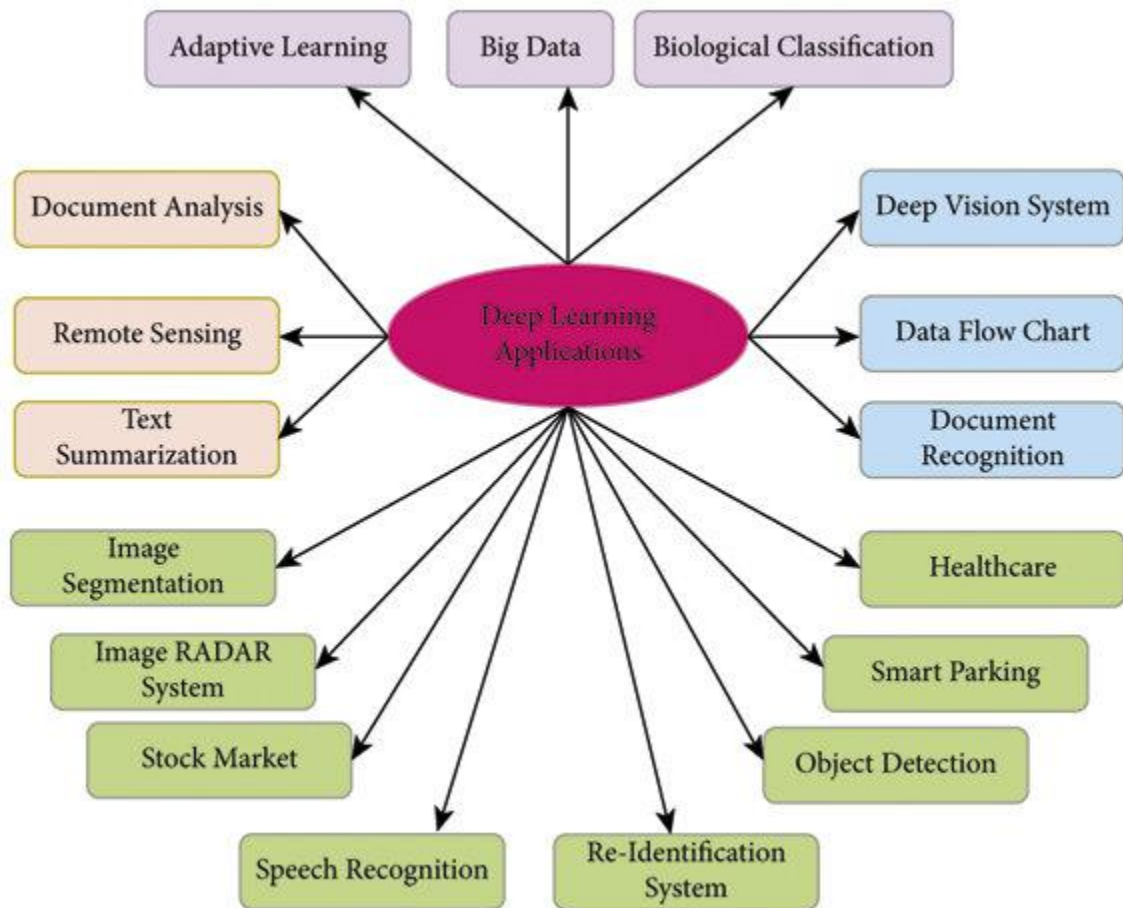 Adaptive Learning
Big Data
Biological Classification
Document Analysis
Deep Vision System
Remote Sensing
Deep Learning
Applications
Data Flow Chart
Text
Summarization
Document
Recognition
Image
Segmentation
Healthcare
Image RADAR
System
Smart Parking
Stock Market
Object Detection
Speech Recognition
Re-Identification
System